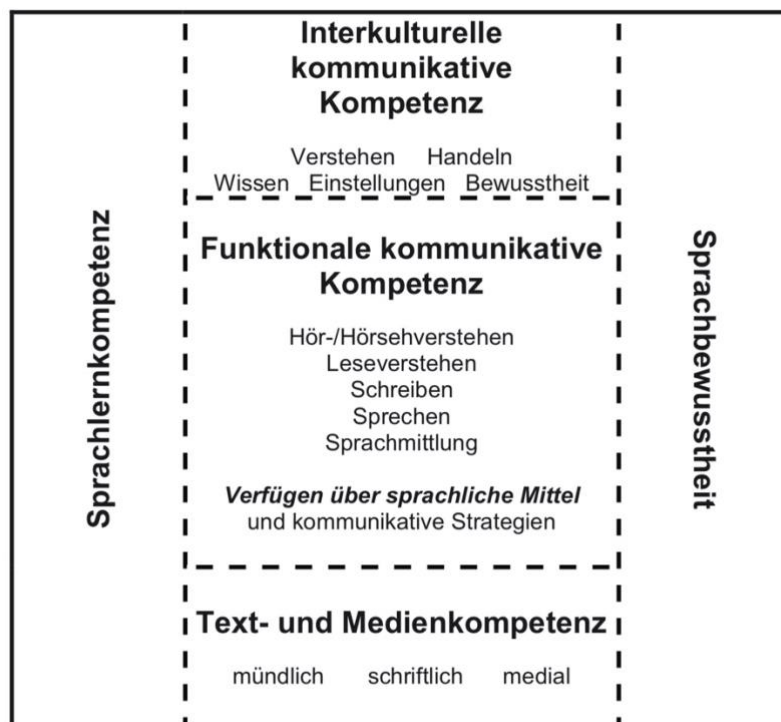 Interkulturelle
kommunikative
Kompetenz
Verstehen Handeln
Wissen Einstellungen Bewusstheit
Sprachlernkompetenz
Funktionale kommunikative
Kompetenz
Hör-/Hörsehverstehen
Leseverstehen
Schreiben
Sprechen
Sprachmittlung
Verfügen über sprachliche Mittel
und kommunikative Strategien
Sprachbewusstheit
Text- und Medienkompetenz
mündlich schriftlich medial